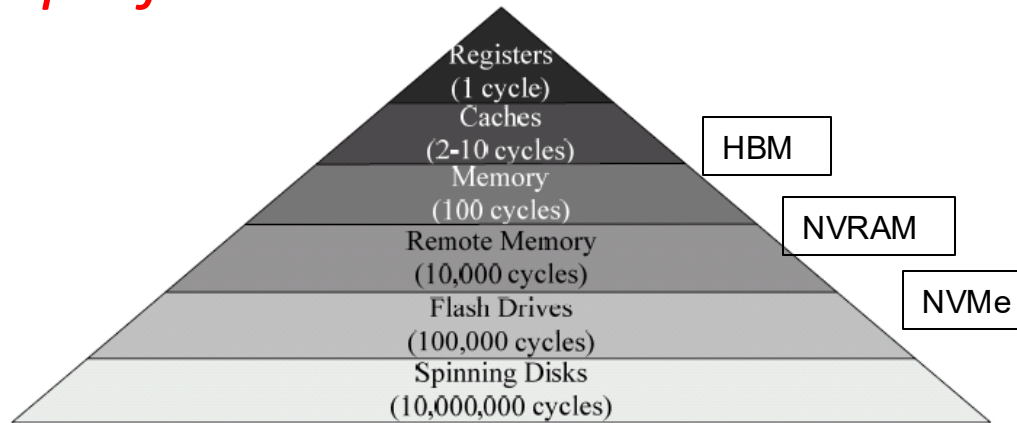 Registers
(1 cycle)
Caches
(2-10 cycles)
HBM
Memory
(100 cycles)
NVRAM
Remote Memory
(10,000 cycles)
NVMe
Flash Drives
(100,000 cycles)
Spinning Disks
(10,000,000 cycles)